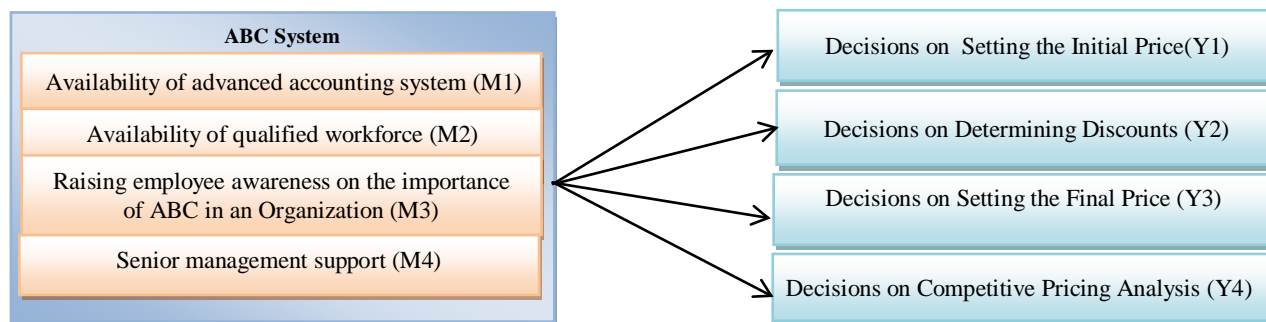 ABC System
Availability of advanced accounting system (M1)
Availability of qualified workforce (M2)
Raising employee awareness on the importance
of ABC in an Organization (M3)
Senior management support (M4)
Decisions on Setting the Initial Price(Y1)
Decisions on Determining Discounts (Y2)
Decisions on Setting the Final Price (Y3)
Decisions on Competitive Pricing Analysis (Y4)